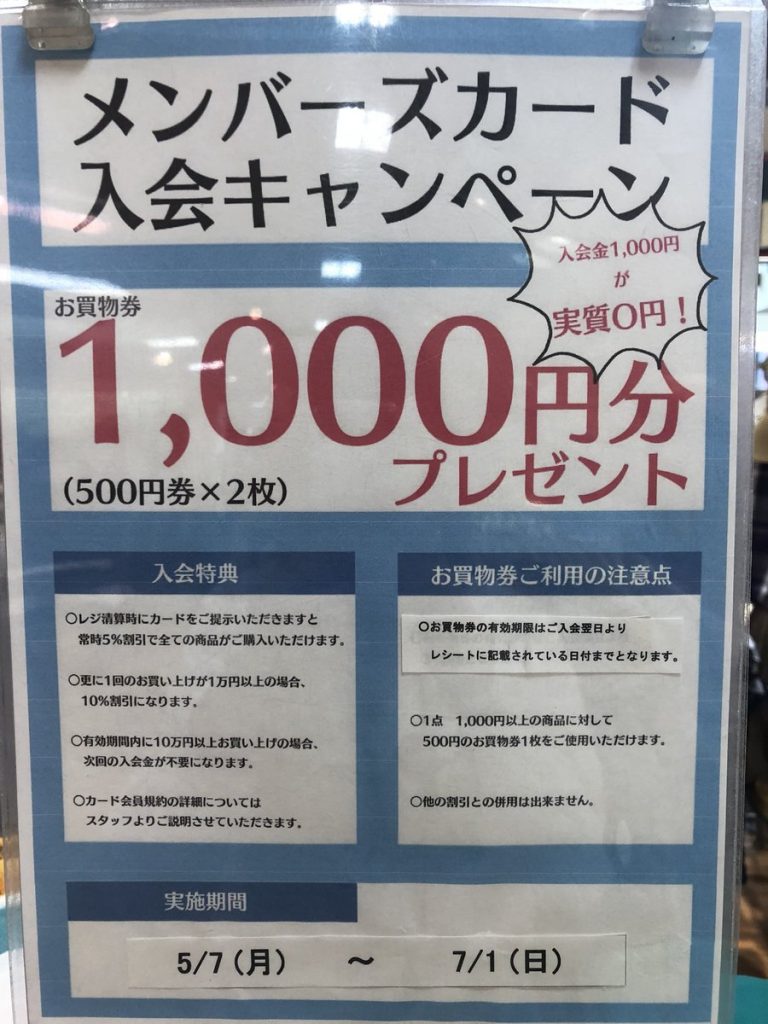 メンバーズカード
入会キャンペーン
入会金1,000円
が
実質0円！
お買物券
1,000円分
プレゼント
（500円券×2枚）
入会特典
○レジ清算時にカードをご提示いただきますと
常時5%割引で全ての商品がご購入いただけます。
○更に1回のお買い上げが1万円以上の場合、
10%割引になります。
○有効期間内に10万円以上お買い上げの場合、
次回の入会金が不要になります。
○カード会員規約の詳細については
スタッフよりご説明させていただきます。
お買物券ご利用の注意点
○お買物券の有効期限はご入会翌日より
レシートに記載されている日付までとなります。
○1点　1,000円以上の商品に対して
500円のお買物券1枚をご使用いただけます。
○他の割引との併用は出来ません。
実施期間
5/7（月）　～　7/1（日）